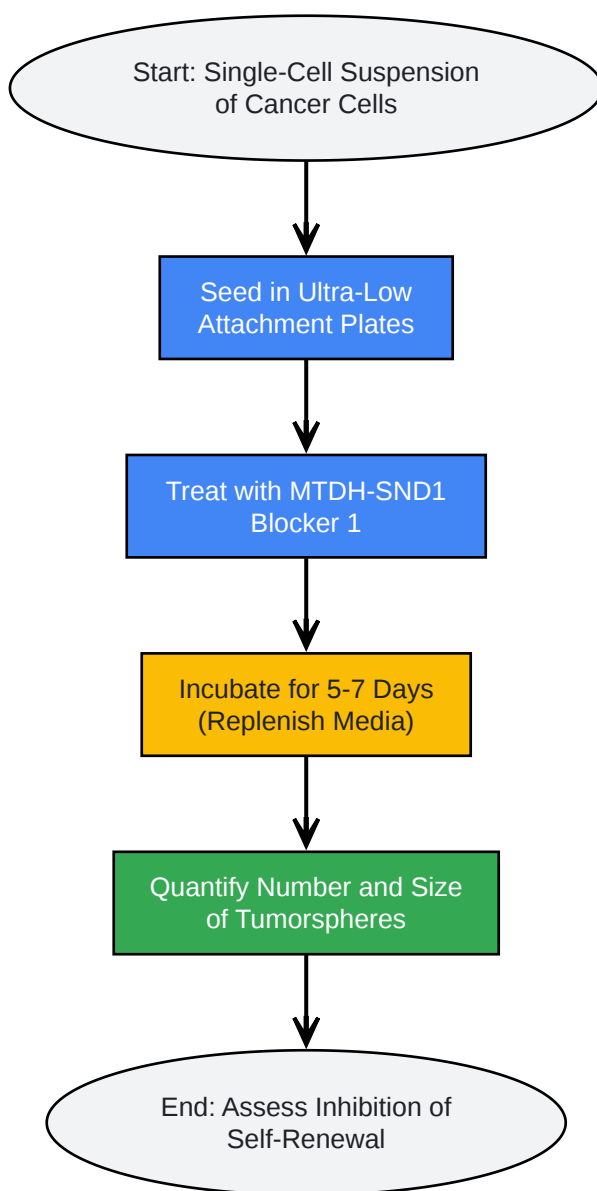 Start: Single-Cell Suspension
of Cancer Cells
Seed in Ultra-Low
Attachment Plates
Treat with MTDH-SND1
Blocker 1
Incubate for 5-7 Days
(Replenish Media)
Quantify Number and Size
of Tumorspheres
End: Assess Inhibition of
Self-Renewal